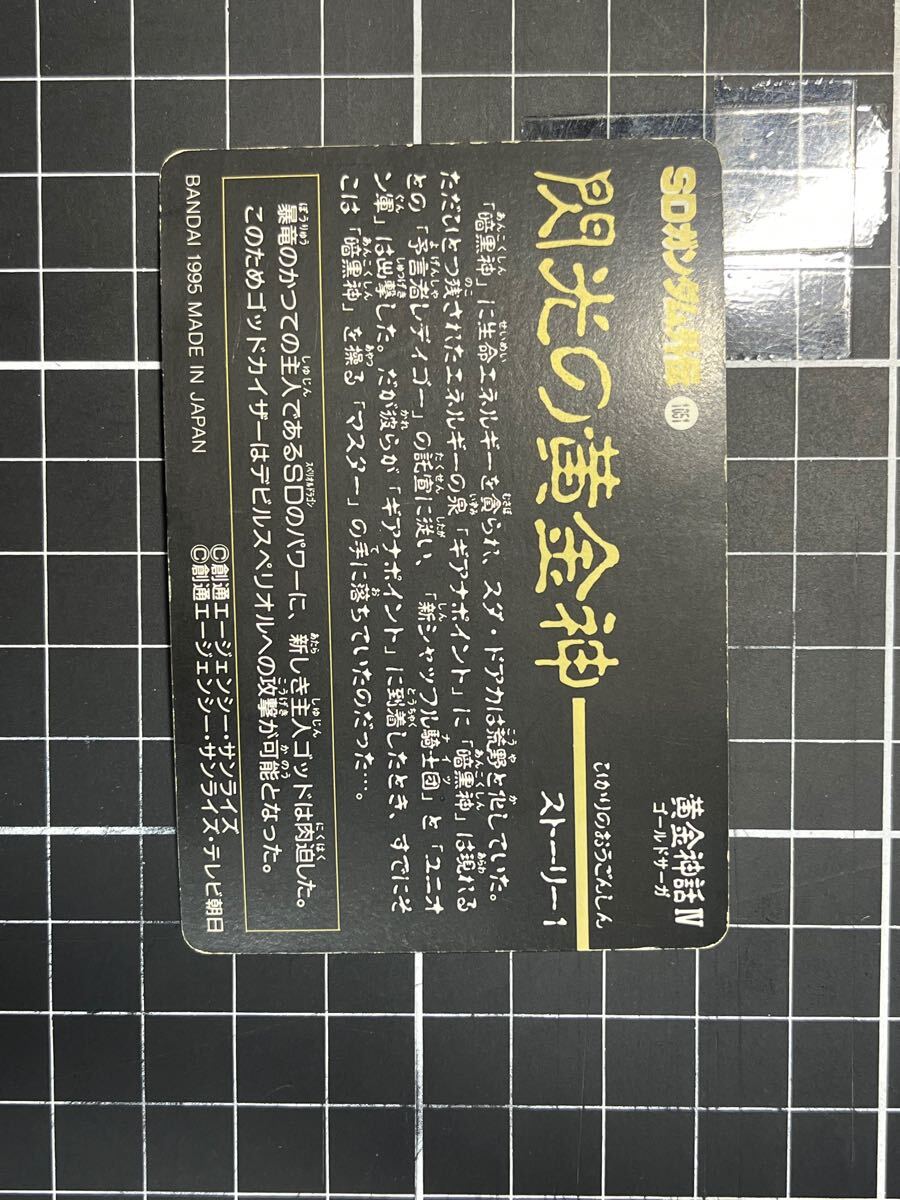 SDガンダム外伝
黄金神話Ⅳ
ゴールドサーガ
閃光の黄金神
ひかりのおうごんしん
ストーリー1
「暗黒神」に生命エネルギーを貪られ、スダ・ドアカは荒野と化していた。
ただひとつ残されたエネルギーの泉「ギアナポイント」に「暗黒神」は現れる
との「予言者レディゴー」の託宣に従い、「新シャッフル騎士団」と「ユニオ
ン軍」は出撃した。だが彼らが「ギアナポイント」に到着したとき、すでにそ
こは「暗黒神」を操る「マスター」の手に落ちていたのだった…。
暴竜のかつての主人であるSDのパワーに、新しき主人ゴッドは肉迫した。
このためゴッドカイザーはデビルスペリオルへの攻撃が可能となった。
BANDAI 1995 MADE IN JAPAN
©創通エージェンシー・サンライズ
©創通エージェンシー・サンライズ・テレビ朝日